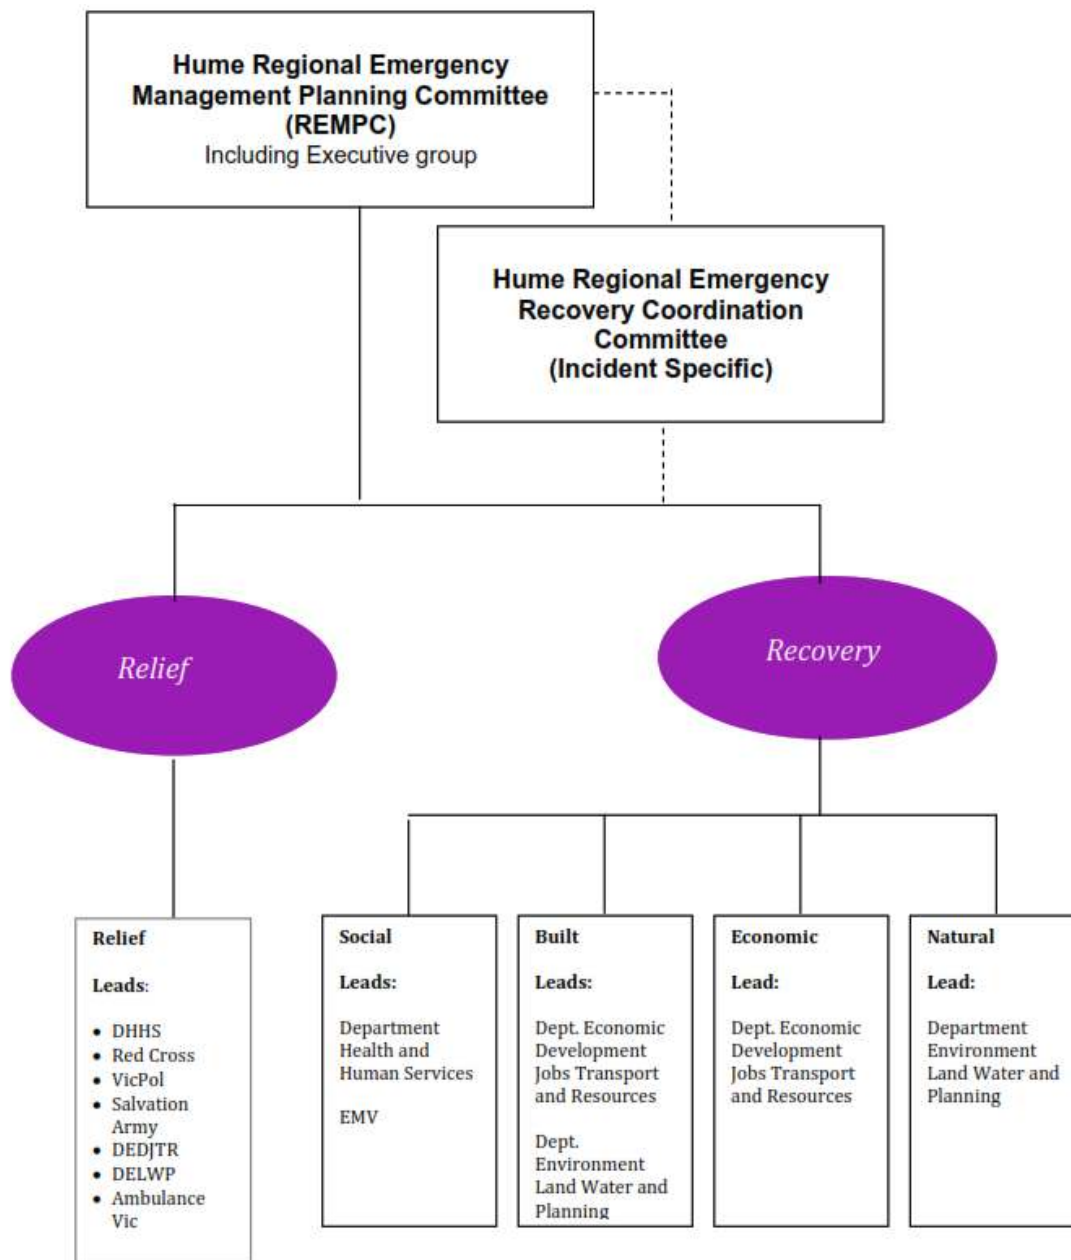 Hume Regional Emergency
Management Planning Committee
(REMPC)
Including Executive group
Hume Regional Emergency
Recovery Coordination
Committee
(Incident Specific)
Relief
Recovery
Relief
Leads:
• DHHS
• Red Cross
• VicPol
• Salvation
Army
• DEDJTR
• DELWP
• Ambulance
Vic
Social
Leads:
Department
Health and
Human Services
EMV
Built
Leads:
Dept. Economic
Development
Jobs Transport
and Resources
Dept.
Environment
Land Water and
Planning
Economic
Lead:
Dept. Economic
Development
Jobs Transport
and Resources
Natural
Lead:
Department
Environment
Land Water and
Planning